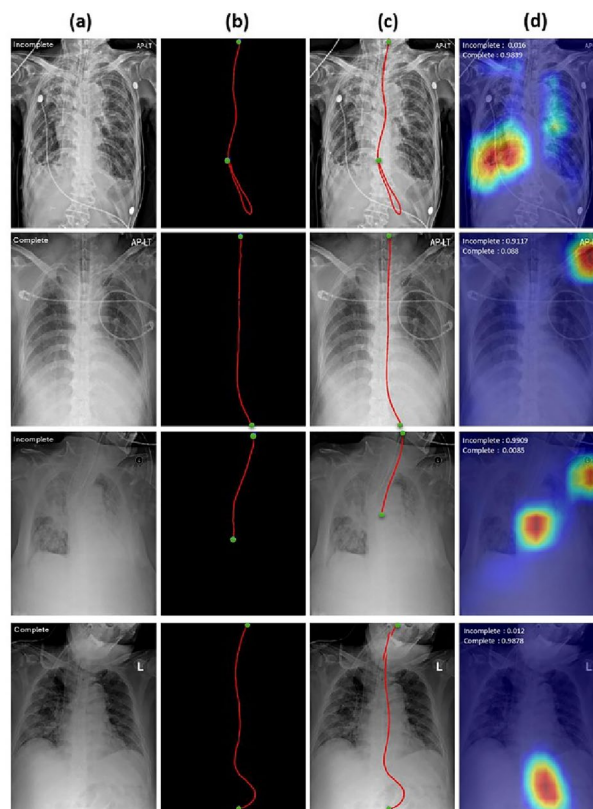 (a) (b) (c) (d)
Incomplete AP-LT AP-LT Incomplete : 0.016
Complete : 0.9839
Complete AP-LT AP-LT Incomplete : 0.9117
Complete : 0.088
Incomplete Incomplete : 0.9909
Complete : 0.0085
Complete L L Incomplete : 0.012
Complete : 0.9878
L